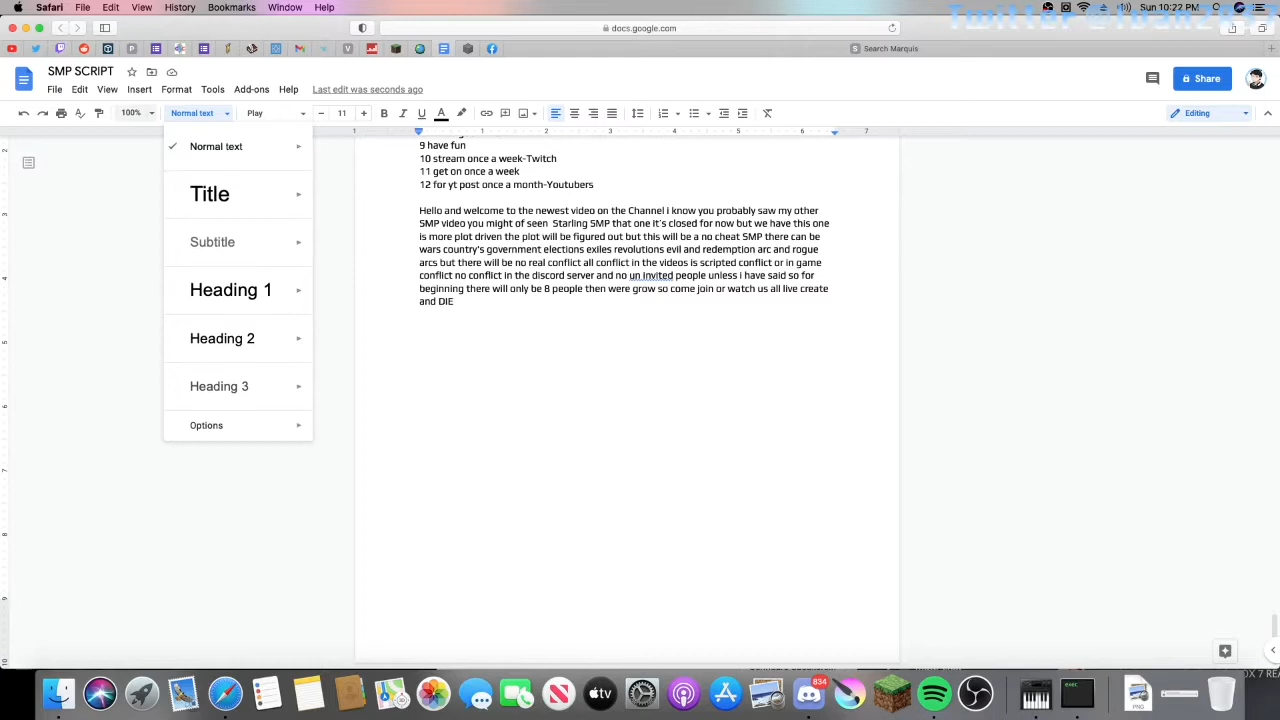 Safari File Edit View History Bookmarks Window Help
Sun 10:22 PM
docs.google.com
Search Marquis
SMP SCRIPT
File Edit View Insert Format Tools Add-ons Help Last edit was seconds ago
Share
100% Normal text Play 11 Editing
9 have fun
10 stream once a week-Twitch
11 get on once a week
12 for yt post once a month-Youtubers
Hello and welcome to the newest video on the Channel i know you probably saw my other
SMP video you might of seen Starling SMP that one it's closed for now but we have this one
is more plot driven the plot will be figured out but this will be a no cheat SMP there can be
wars country's government elections exiles revolutions evil and redemption arc and rogue
arcs but there will be no real conflict all conflict in the videos is scripted conflict or in game
conflict no conflict in the discord server and no un invited people unless i have said so for
beginning there will only be 8 people then were grow so come join or watch us all live create
and DIE
Normal text
Title
Subtitle
Heading 1
Heading 2
Heading 3
Options
834
tv
exec
PNG